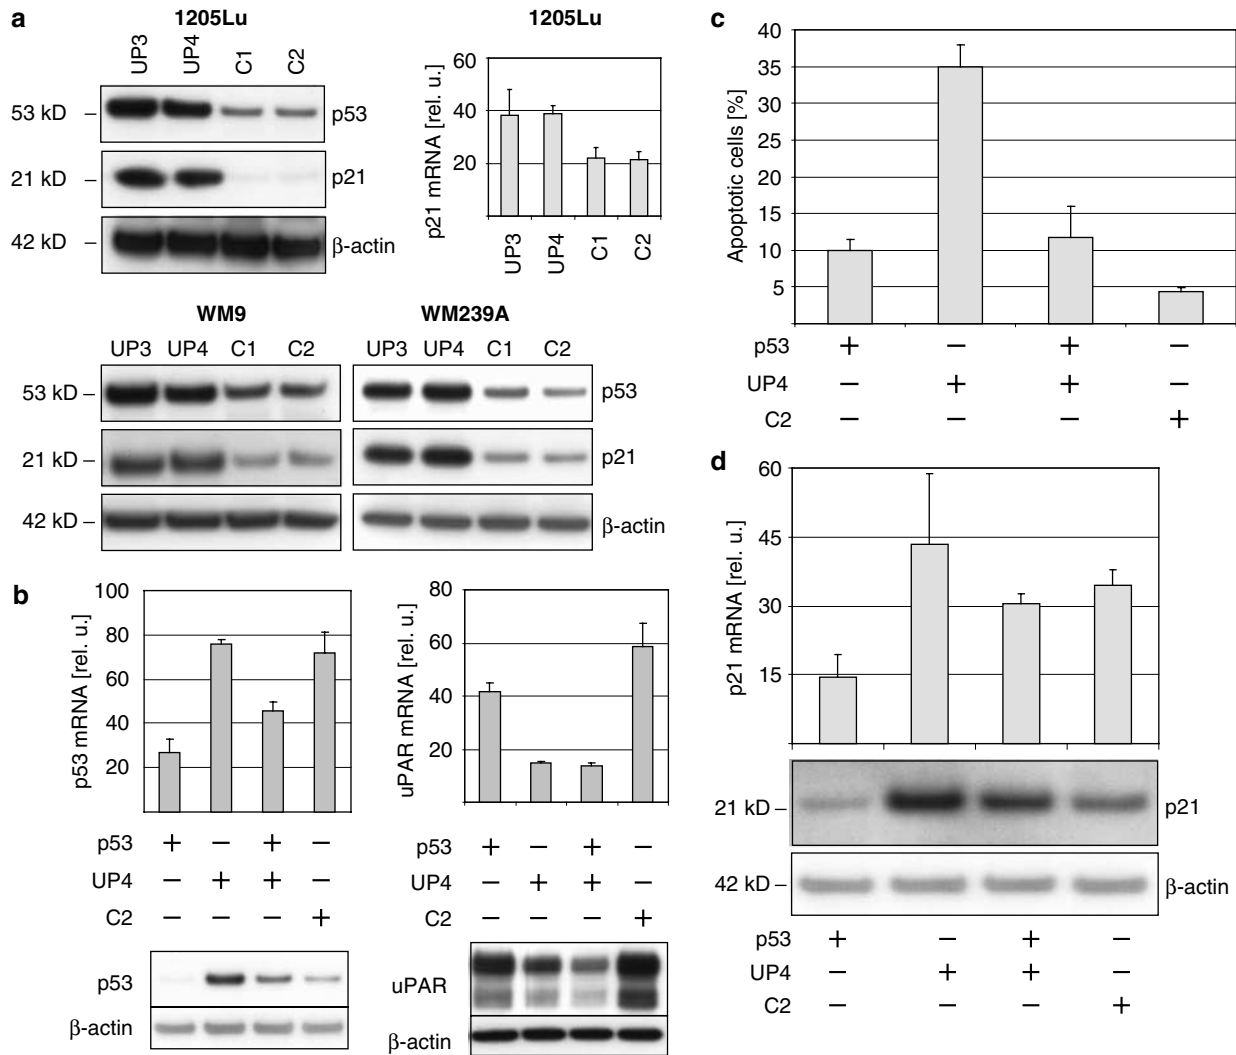 a
1205Lu
UP3 UP4 C1 C2
53 kD – p53
21 kD – p21
42 kD – β-actin
1205Lu
p21 mRNA [rel. u.]
60
40
20
UP3 UP4 C1 C2
WM9
UP3 UP4 C1 C2
WM239A
UP3 UP4 C1 C2
53 kD – p53
21 kD – p21
42 kD – β-actin
b
p53 mRNA [rel. u.]
100
80
60
40
20
p53 + – + –
UP4 – + + –
C2 – – – +
p53
β-actin
uPAR mRNA [rel. u.]
80
60
40
20
p53 + – + –
UP4 – + + –
C2 – – – +
uPAR
β-actin
c
Apoptotic cells [%]
40
35
30
25
20
15
10
5
p53 + – + –
UP4 – + + –
C2 – – – +
d
p21 mRNA [rel. u.]
60
45
30
15
21 kD – p21
42 kD – β-actin
p53 + – + –
UP4 – + + –
C2 – – – +